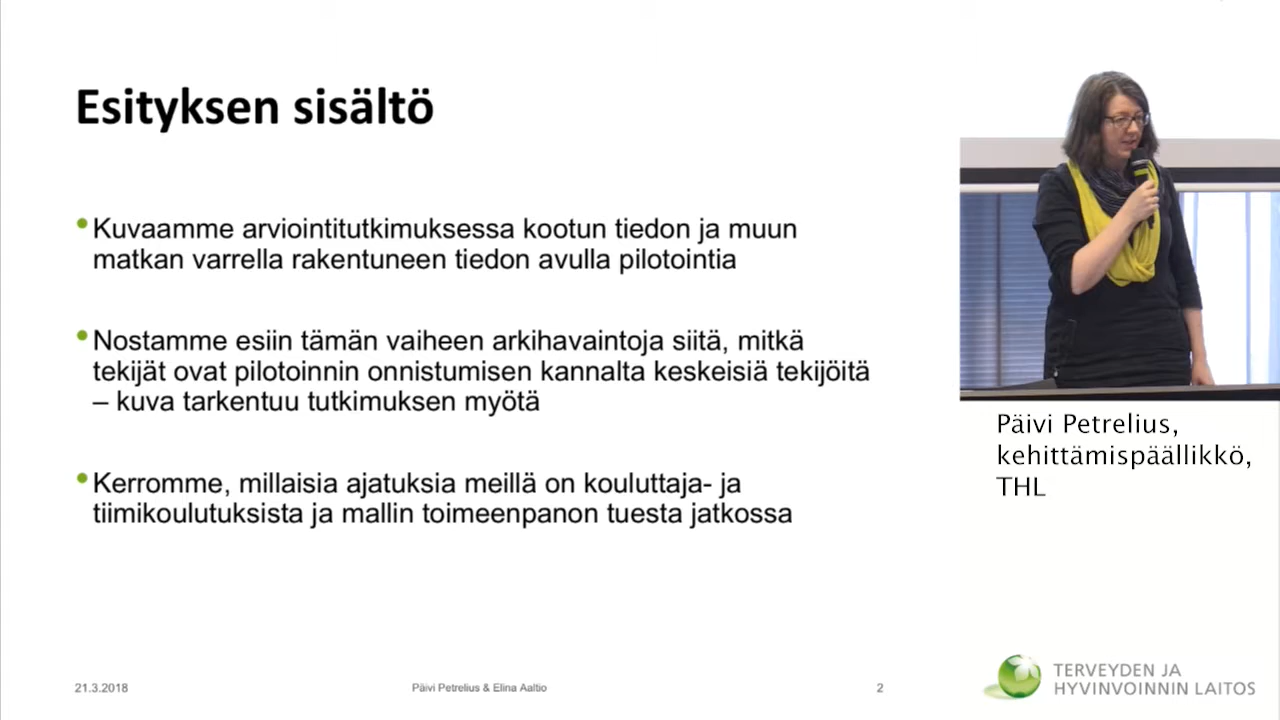 Esityksen sisältö
•Kuvaamme arviointitutkimuksessa kootun tiedon ja muun
matkan varrella rakentuneen tiedon avulla pilotointia
•Nostamme esiin tämän vaiheen arkihavaintoja siitä, mitkä
tekijät ovat pilotoinnin onnistumisen kannalta keskeisiä tekijöitä
– kuva tarkentuu tutkimuksen myötä
•Kerromme, millaisia ajatuksia meillä on kouluttaja- ja
tiimikoulutuksista ja mallin toimeenpanon tuesta jatkossa
Päivi Petrelius,
kehittämispäällikkö,
THL
21.3.2018
Päivi Petrelius & Elina Aaltio
2
TERVEYDEN JA
HYVINVOINNIN LAITOS